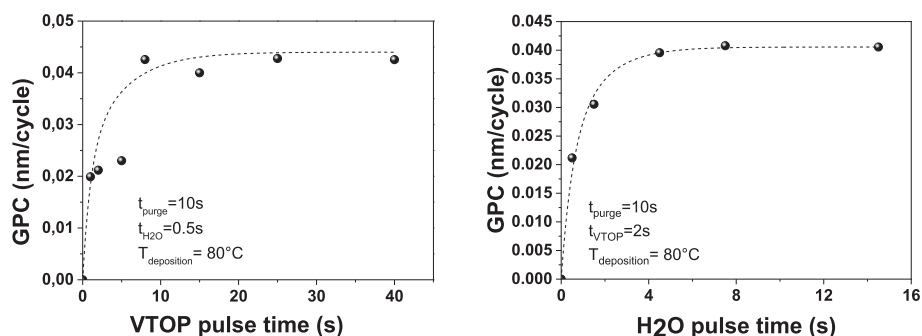 GPC (nm/cycle)
0,05
0,04
0,03
0,02
0,01
0,00
t_purge=10s
t_H2O=0.5s
T_deposition= 80°C
0 10 20 30 40
VTOP pulse time (s)
GPC (nm/cycle)
0.045
0.040
0.035
0.030
0.025
0.020
0.015
0.010
0.005
0.000
t_purge=10s
t_VTOP=2s
T_deposition= 80°C
0 4 8 12 16
H2O pulse time (s)